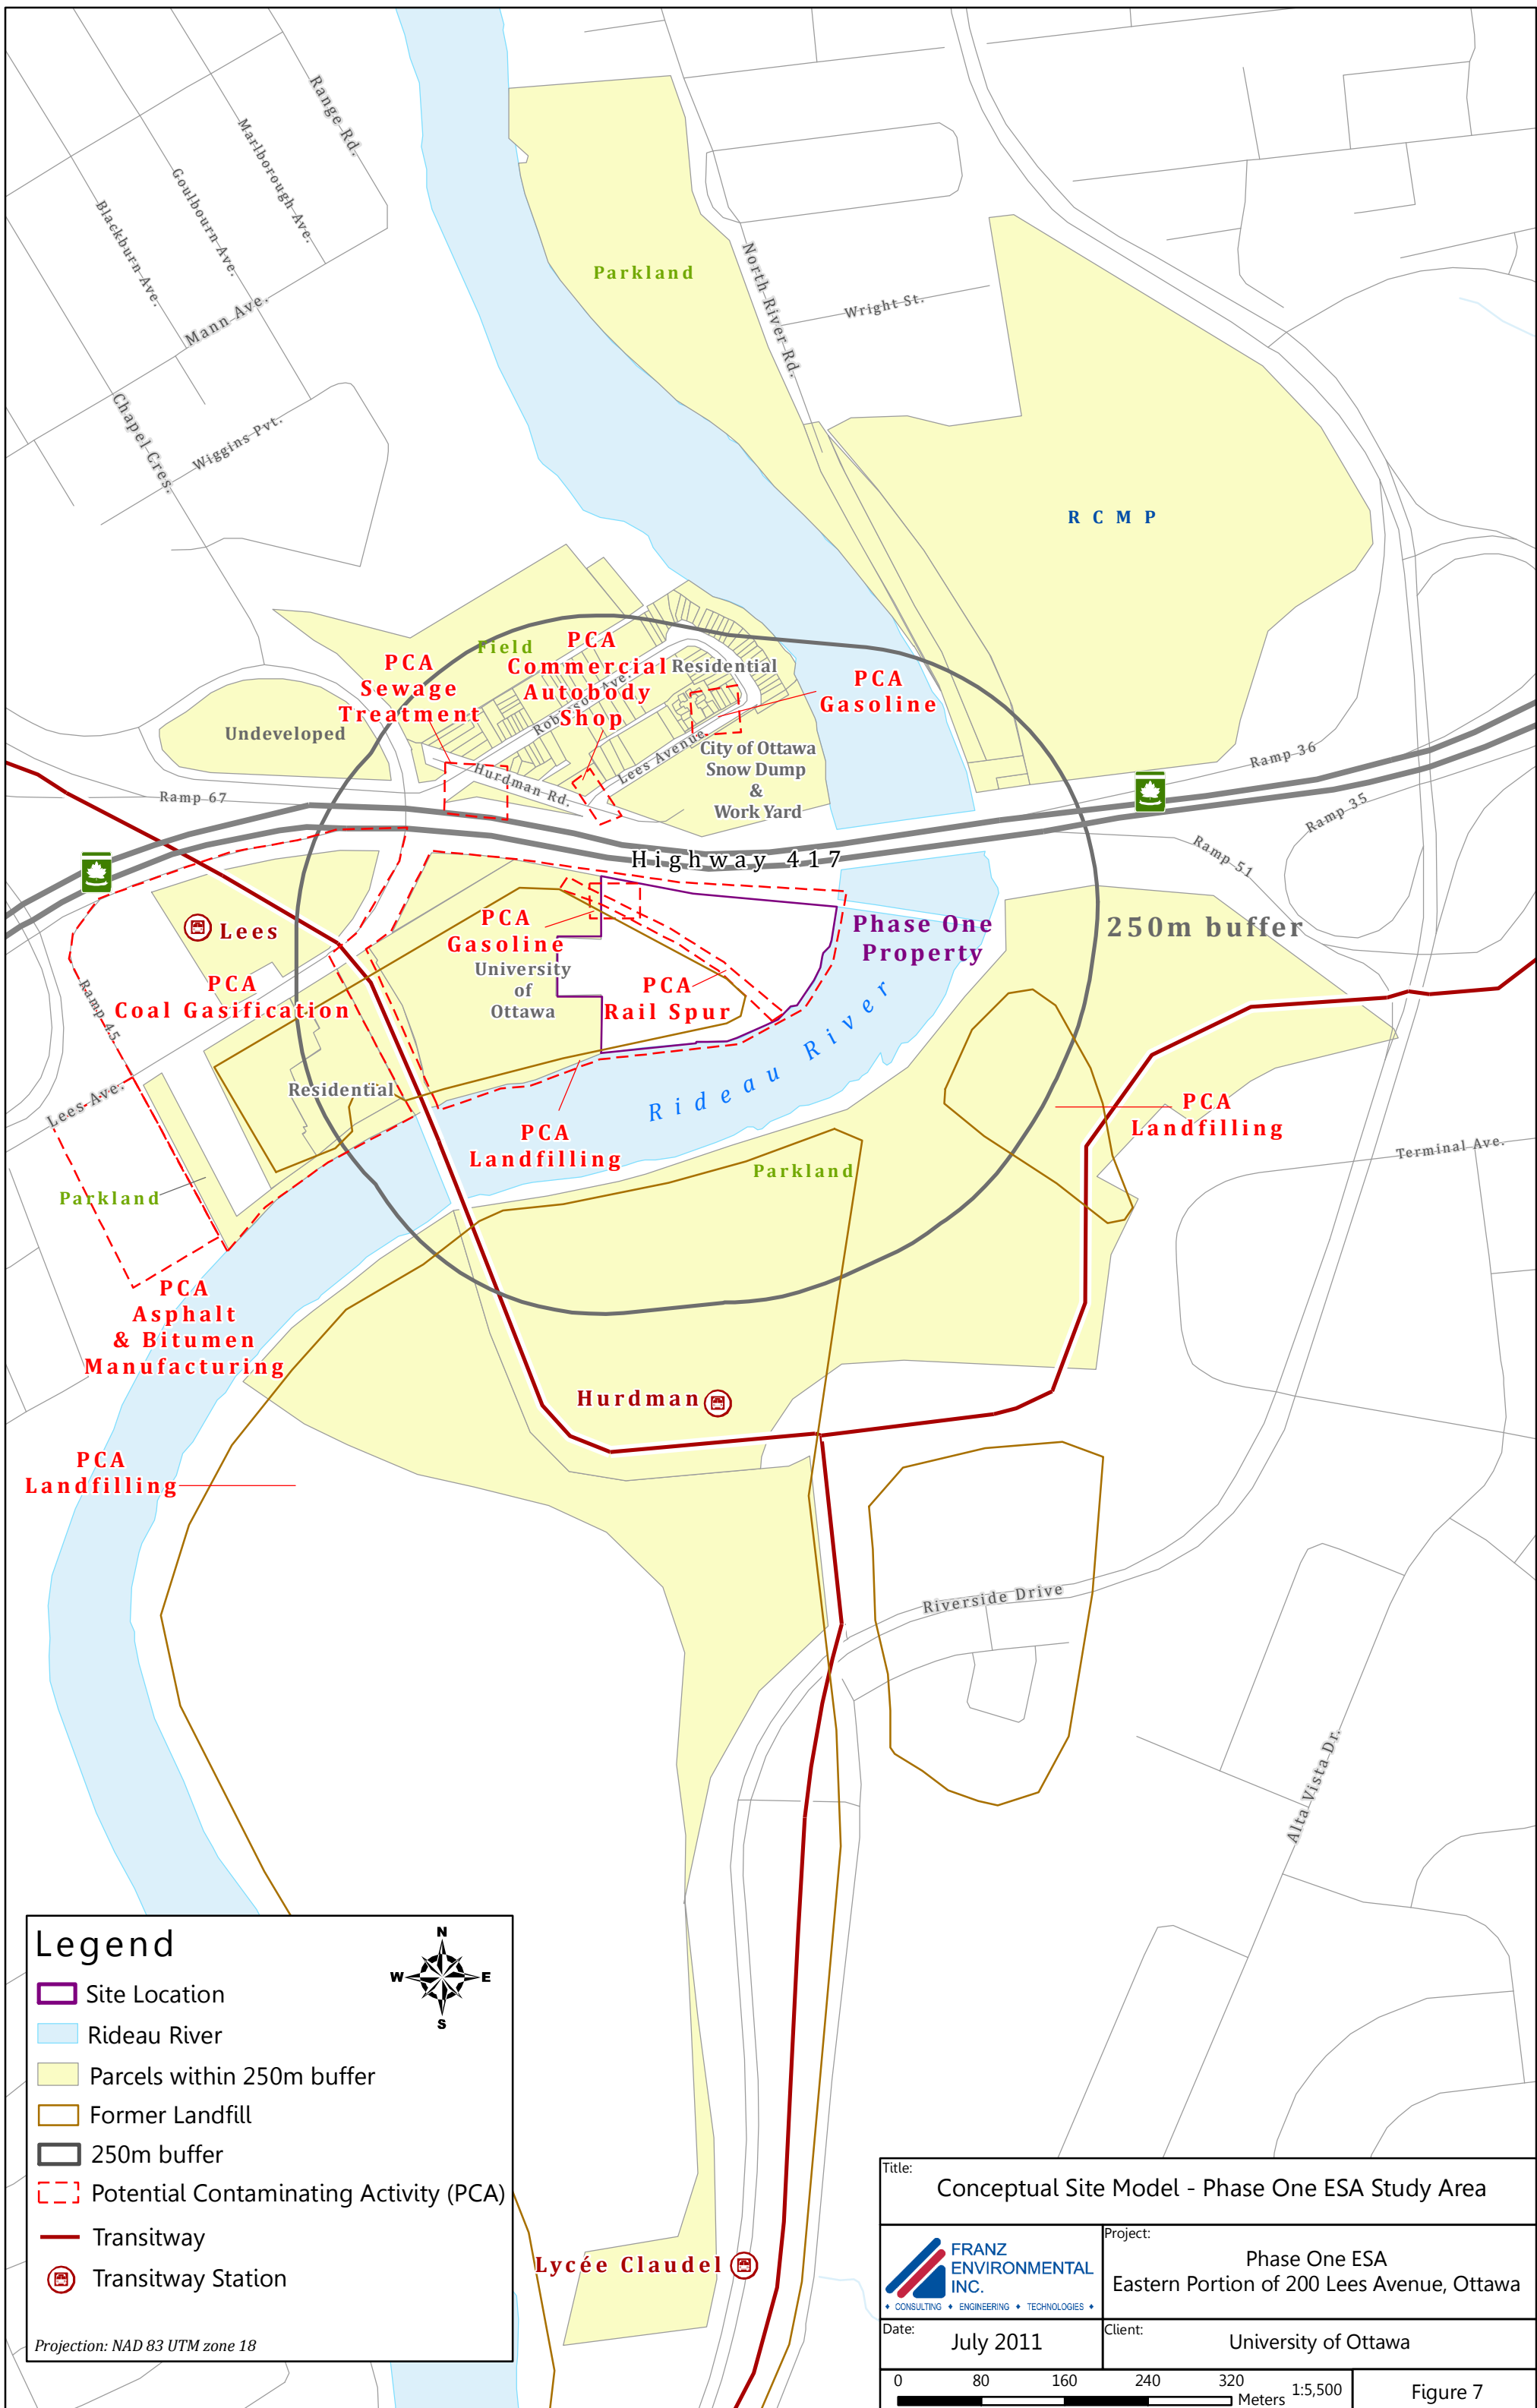 Range Rd.
Marlborough Ave.
Goulbourn Ave.
Blackburn Ave.
Mann Ave.
Chapel Cres.
Wiggins Pvt.
Parkland
North River Rd.
Wright St.
R C M P
Field
PCA
Sewage
Treatment
PCA
Commercial
Autobody
Shop
Residential
PCA
Gasoline
Robinson Ave.
Lees Avenue
Hurdman Rd.
City of Ottawa
Snow Dump
&
Work Yard
Undeveloped
Ramp 67
Ramp 36
Ramp 35
Ramp 51
Highway 417
Lees
PCA
Gasoline
University
of
Ottawa
PCA
Rail Spur
Phase One
Property
250m buffer
PCA
Coal Gasification
Ramp 45
Lees Ave.
Residential
Rideau River
PCA
Landfilling
PCA
Landfilling
Terminal Ave.
Parkland
Parkland
PCA
Asphalt
& Bitumen
Manufacturing
Hurdman
PCA
Landfilling
Riverside Drive
Alta Vista Dr.
Lycée Claudel
Legend
N
W
E
S
Site Location
Rideau River
Parcels within 250m buffer
Former Landfill
250m buffer
Potential Contaminating Activity (PCA)
Transitway
Transitway Station
Projection: NAD 83 UTM zone 18
Title:
Conceptual Site Model - Phase One ESA Study Area
FRANZ
ENVIRONMENTAL
INC.
♦ CONSULTING ♦ ENGINEERING ♦ TECHNOLOGIES ♦
Project:
Phase One ESA
Eastern Portion of 200 Lees Avenue, Ottawa
Date:
July 2011
Client:
University of Ottawa
0 80 160 240 320
Meters
1:5,500
Figure 7